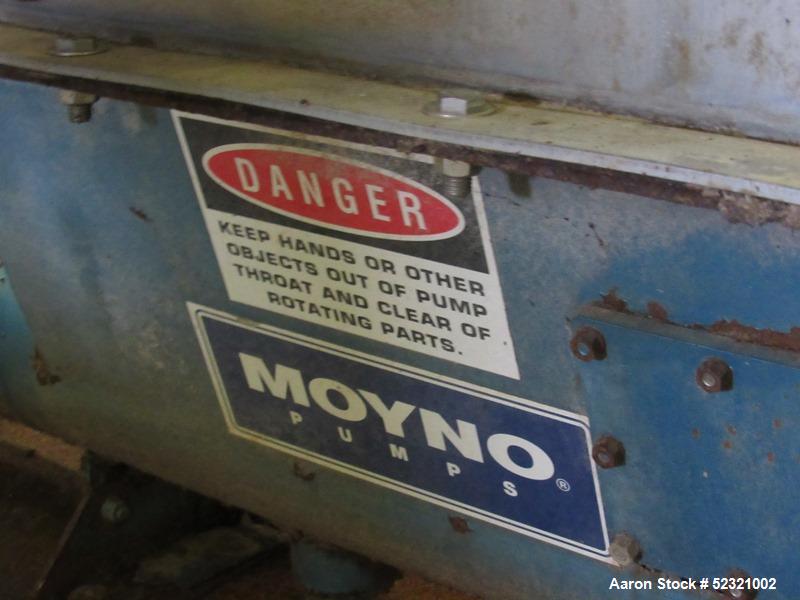 DANGER
KEEP HANDS OR OTHER
OBJECTS OUT OF PUMP
THROAT AND CLEAR OF
ROTATING PARTS.
MOYNO®
PUMPS
Aaron Stock # 52321002